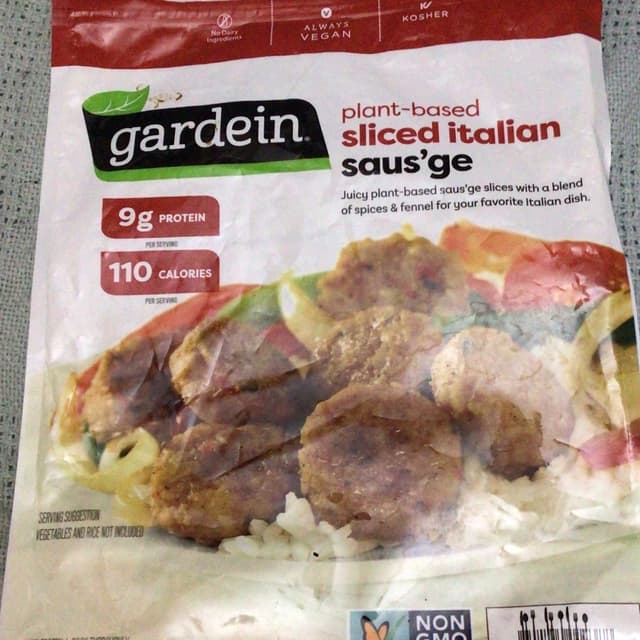 No Dairy
Ingredients
ALWAYS
VEGAN
KOSHER
gardein
plant-based
sliced italian
saus'ge
Juicy plant-based saus'ge slices with a blend
of spices & fennel for your favorite Italian dish.
9g PROTEIN
PER SERVING
110 CALORIES
PER SERVING
SERVING SUGGESTION
VEGETABLES AND RICE NOT INCLUDED
NON
GMO